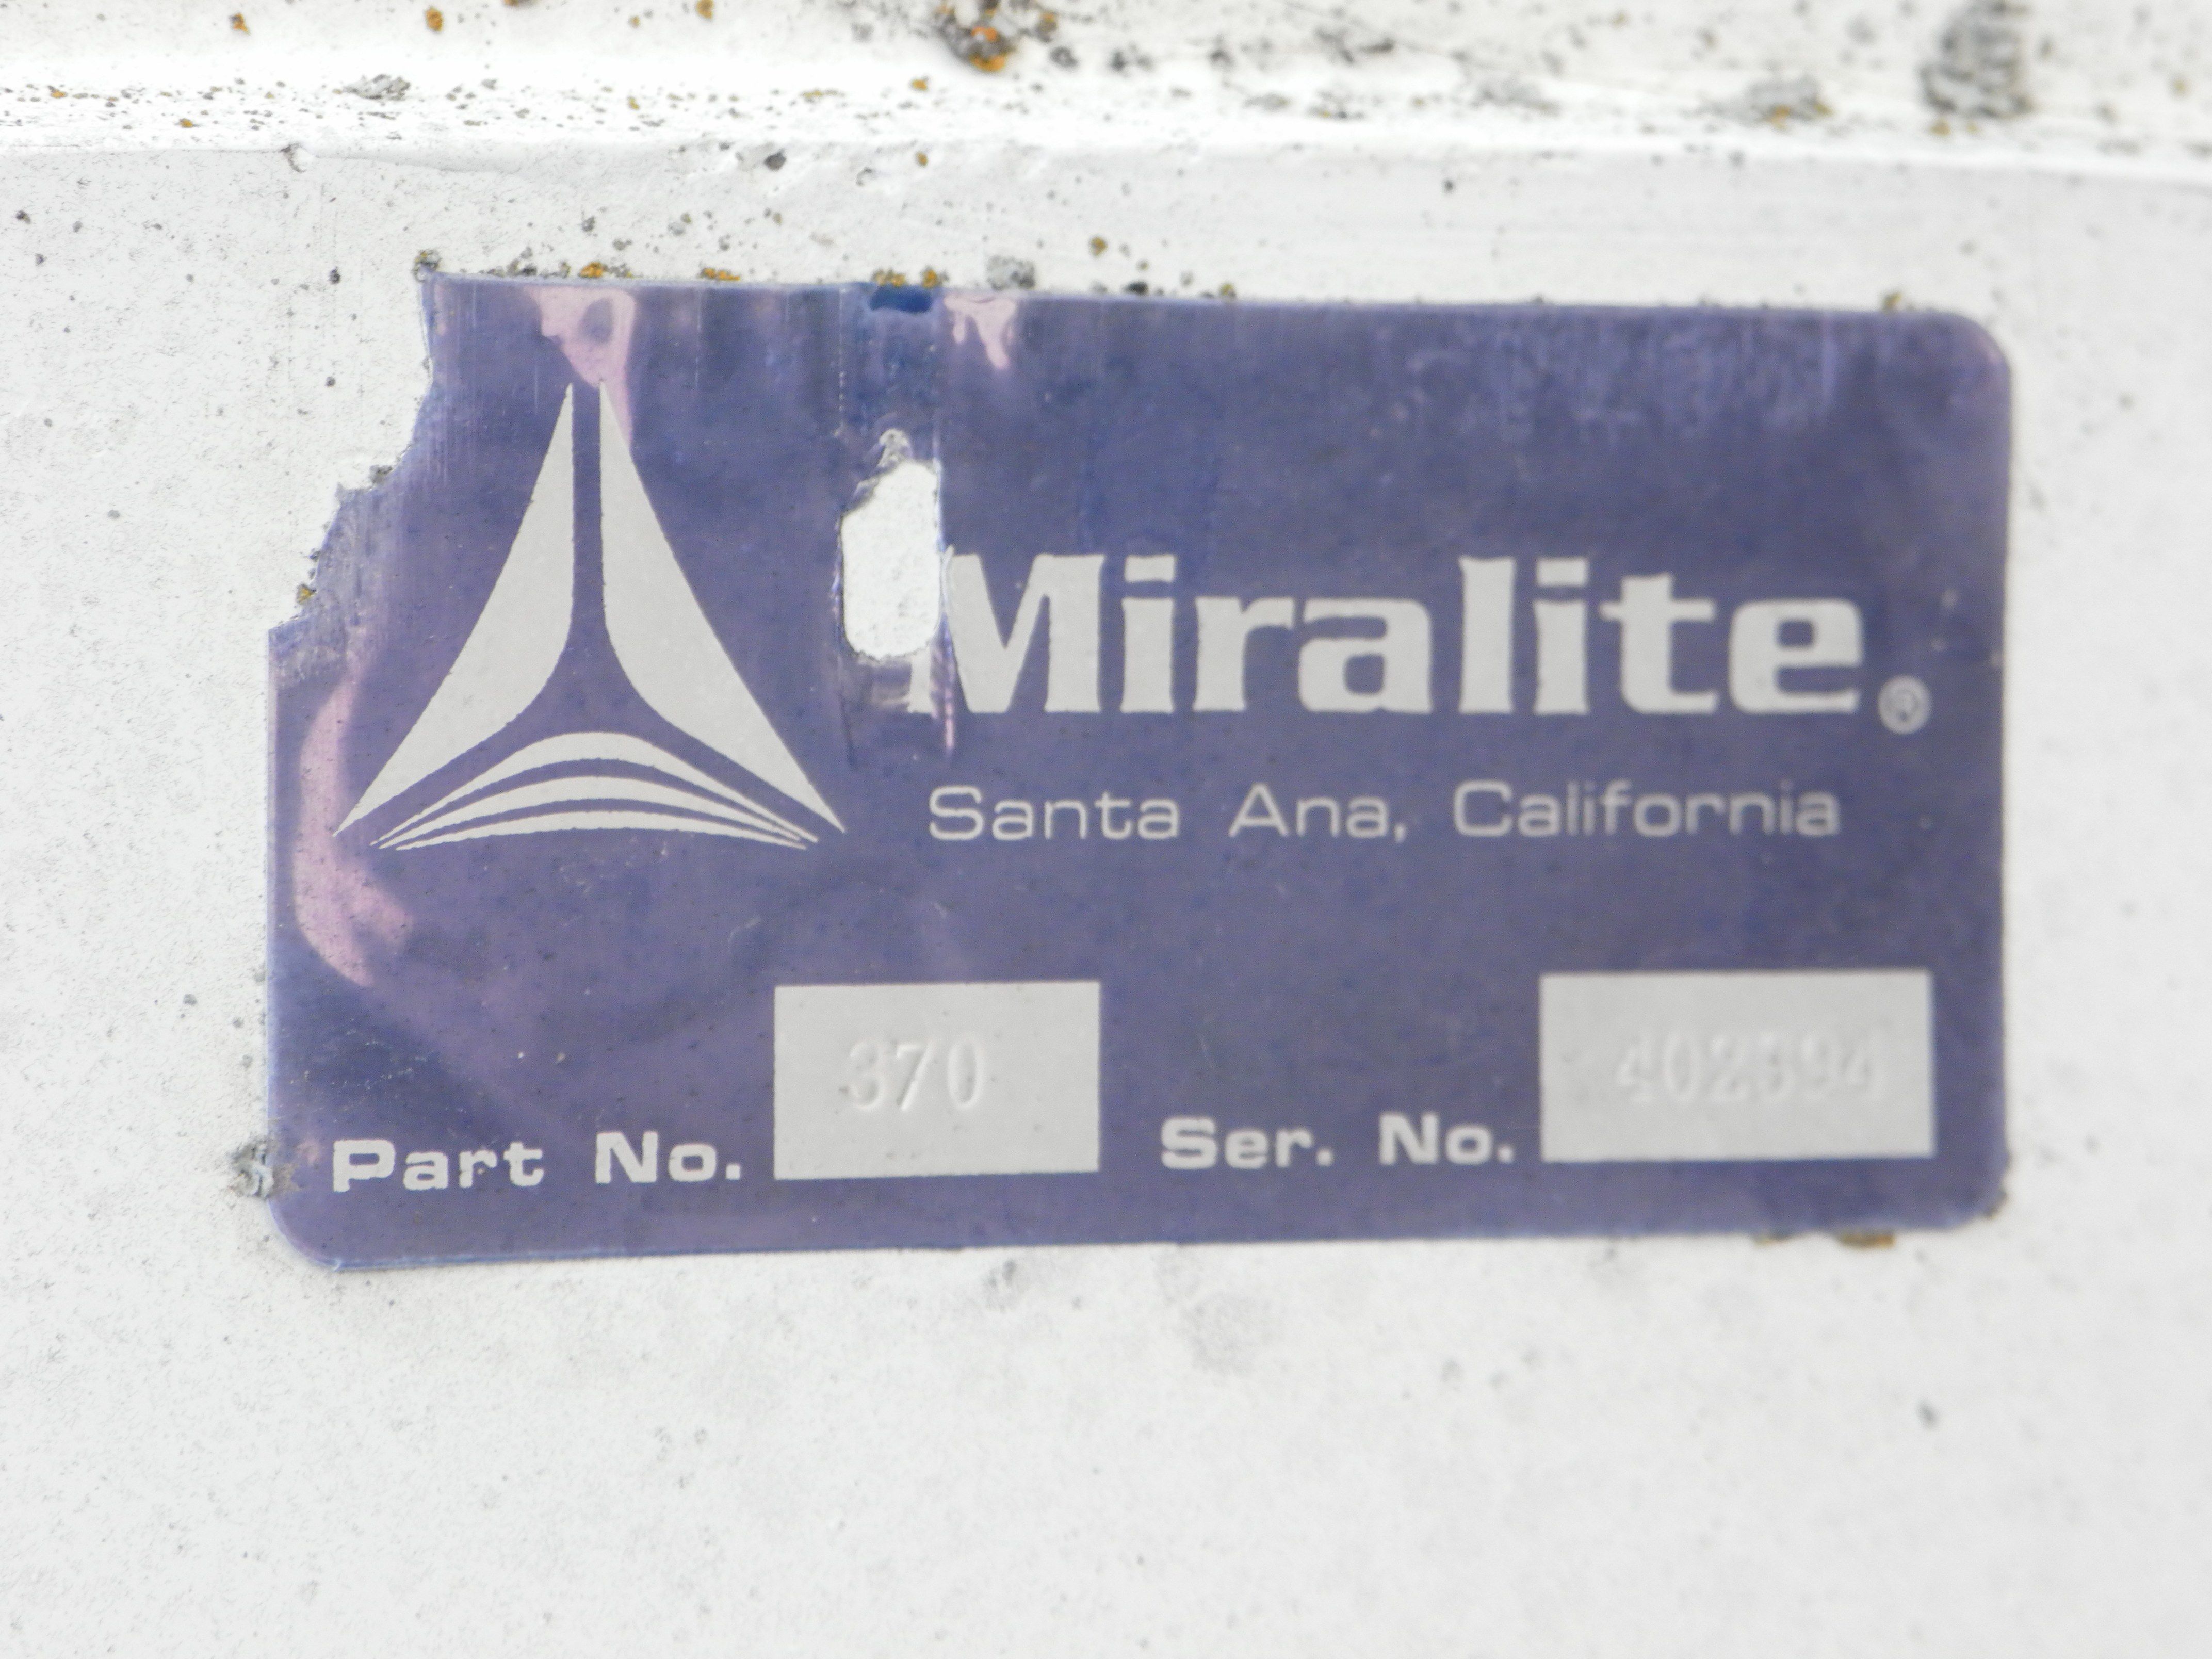 Miralite®
Santa Ana, California
Part No. 370 Ser. No.